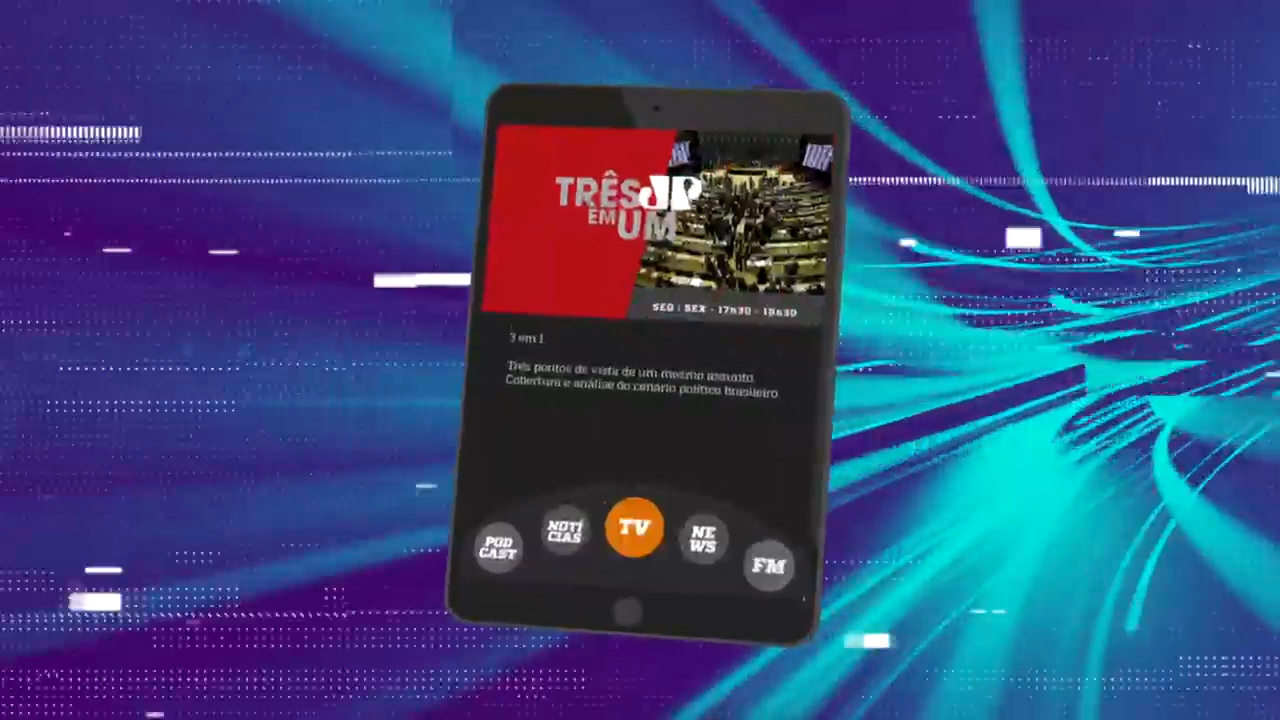 TRÊS JP
EM UM
SEG | SEX - 17h30 - 18h30
3 em 1
Três pontos de vista de um mesmo assunto.
Cobertura e análise do cenário político brasileiro
POD
CAST
NOTÍ
CIAS
TV
NE
WS
FM